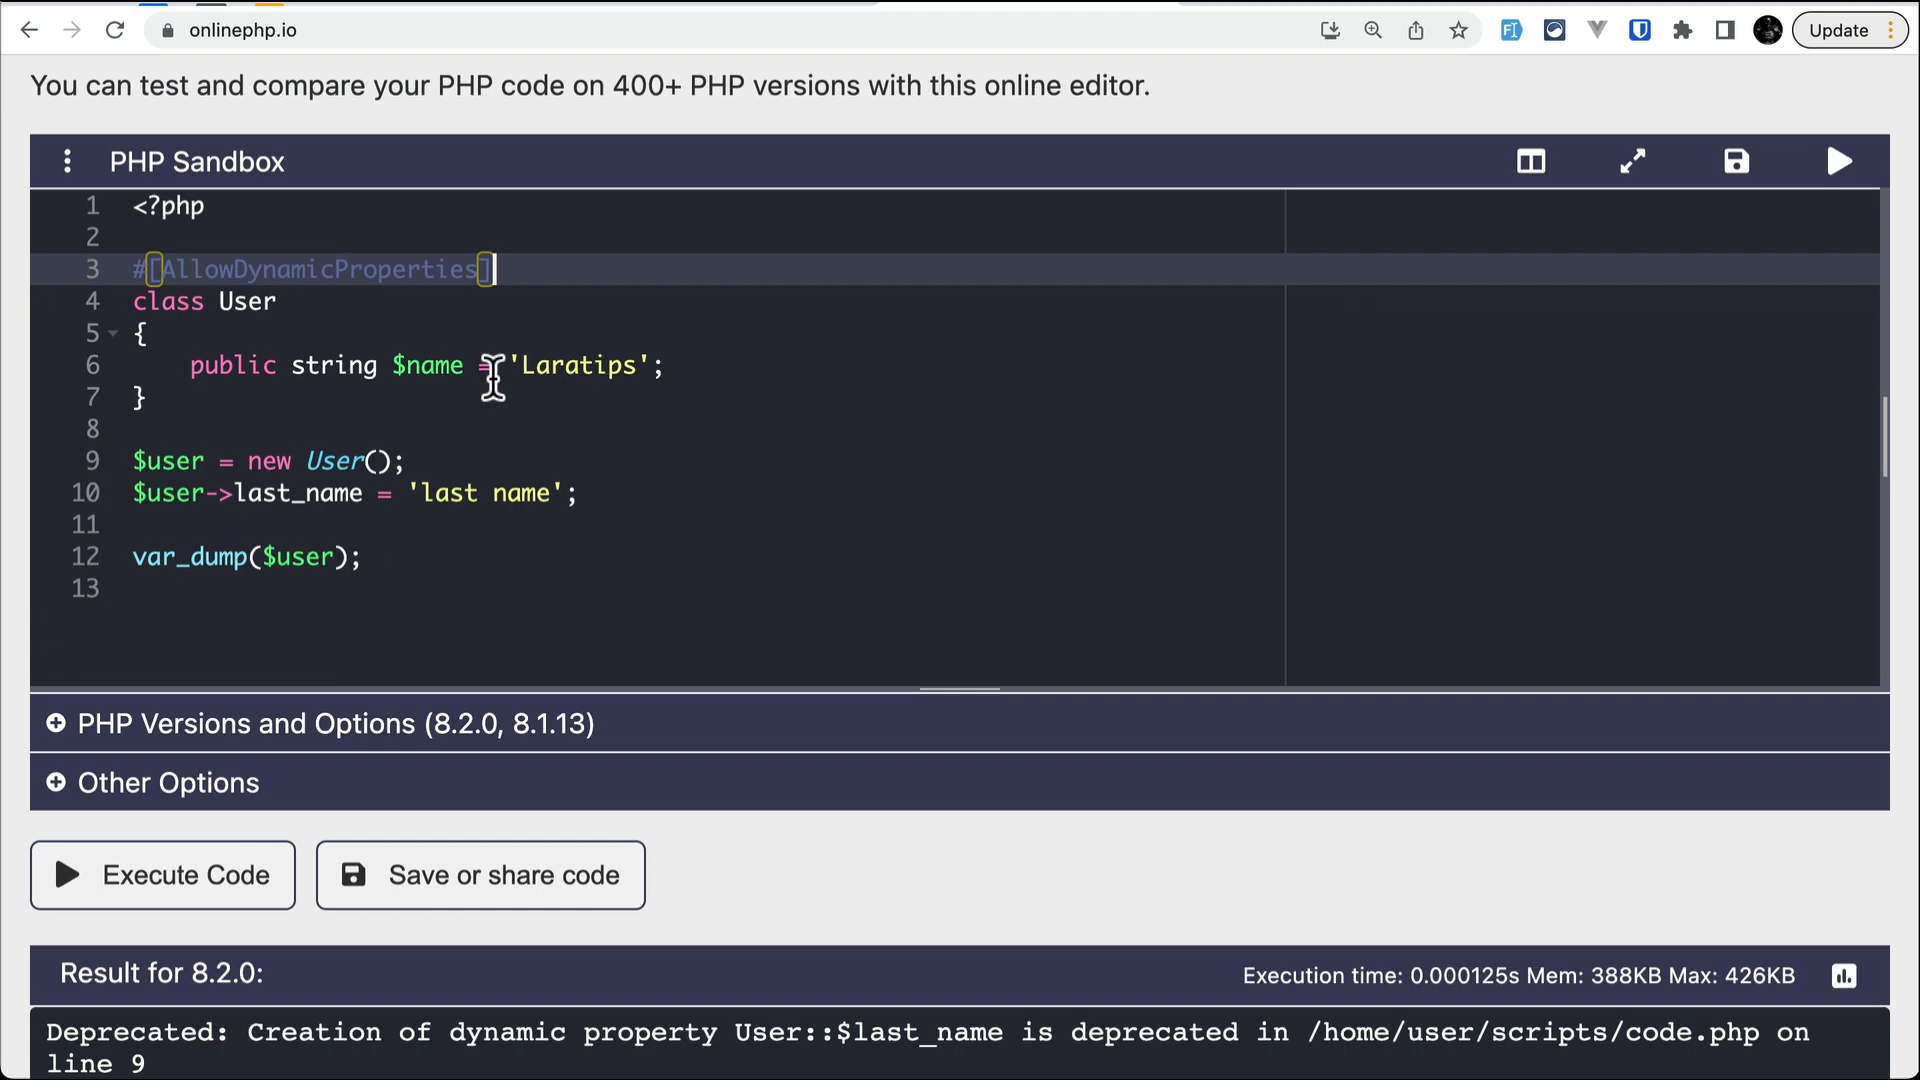 onlinephp.io
Update
You can test and compare your PHP code on 400+ PHP versions with this online editor.
PHP Sandbox
1 <?php
2
3 #[AllowDynamicProperties]
4 class User
5 {
6 public string $name = 'Laratips';
7 }
8
9 $user = new User();
10 $user->last_name = 'last name';
11
12 var_dump($user);
13
PHP Versions and Options (8.2.0, 8.1.13)
Other Options
Execute Code Save or share code
Result for 8.2.0: Execution time: 0.000125s Mem: 388KB Max: 426KB
Deprecated: Creation of dynamic property User::$last_name is deprecated in /home/user/scripts/code.php on
line 9